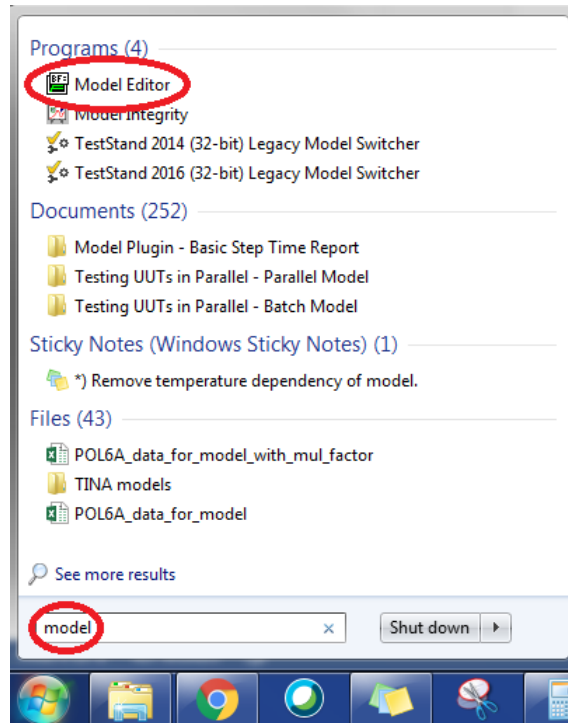 Programs (4)
BF:
Model Editor
Model Integrity
TestStand 2014 (32-bit) Legacy Model Switcher
TestStand 2016 (32-bit) Legacy Model Switcher
Documents (252)
Model Plugin - Basic Step Time Report
Testing UUTs in Parallel - Parallel Model
Testing UUTs in Parallel - Batch Model
Sticky Notes (Windows Sticky Notes) (1)
*) Remove temperature dependency of model.
Files (43)
POL6A_data_for_model_with_mul_factor
TINA models
POL6A_data_for_model
See more results
model
Shut down